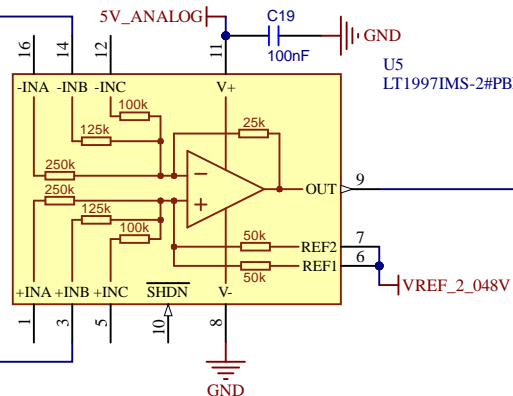 5V_ANALOG
C19
100nF
GND
U5
LT1997IMS-2#PB
16
14
12
11
-INA
-INB
-INC
V+
100k
125k
250k
25k
250k
125k
100k
50k
50k
OUT
9
REF2
7
REF1
6
VREF_2_048V
+INA
+INB
+INC
SHDN
V-
1
3
5
10
8
GND